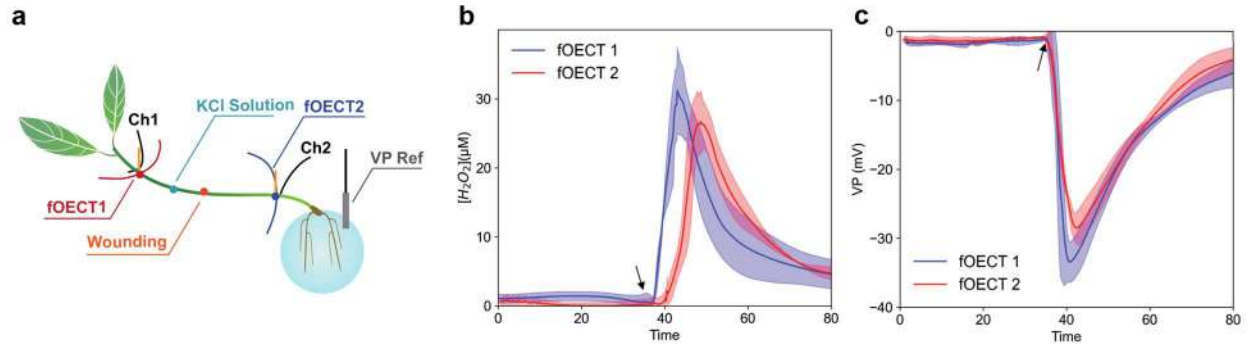 a
Ch1
KCl Solution
fOECT2
Ch2
VP Ref
fOECT1
Wounding
b
fOECT 1
fOECT 2
[H₂O₂](μM)
30
20
10
0
0
20
40
60
80
Time
c
VP (mV)
0
−10
−20
−30
−40
fOECT 1
fOECT 2
0
20
40
60
80
Time